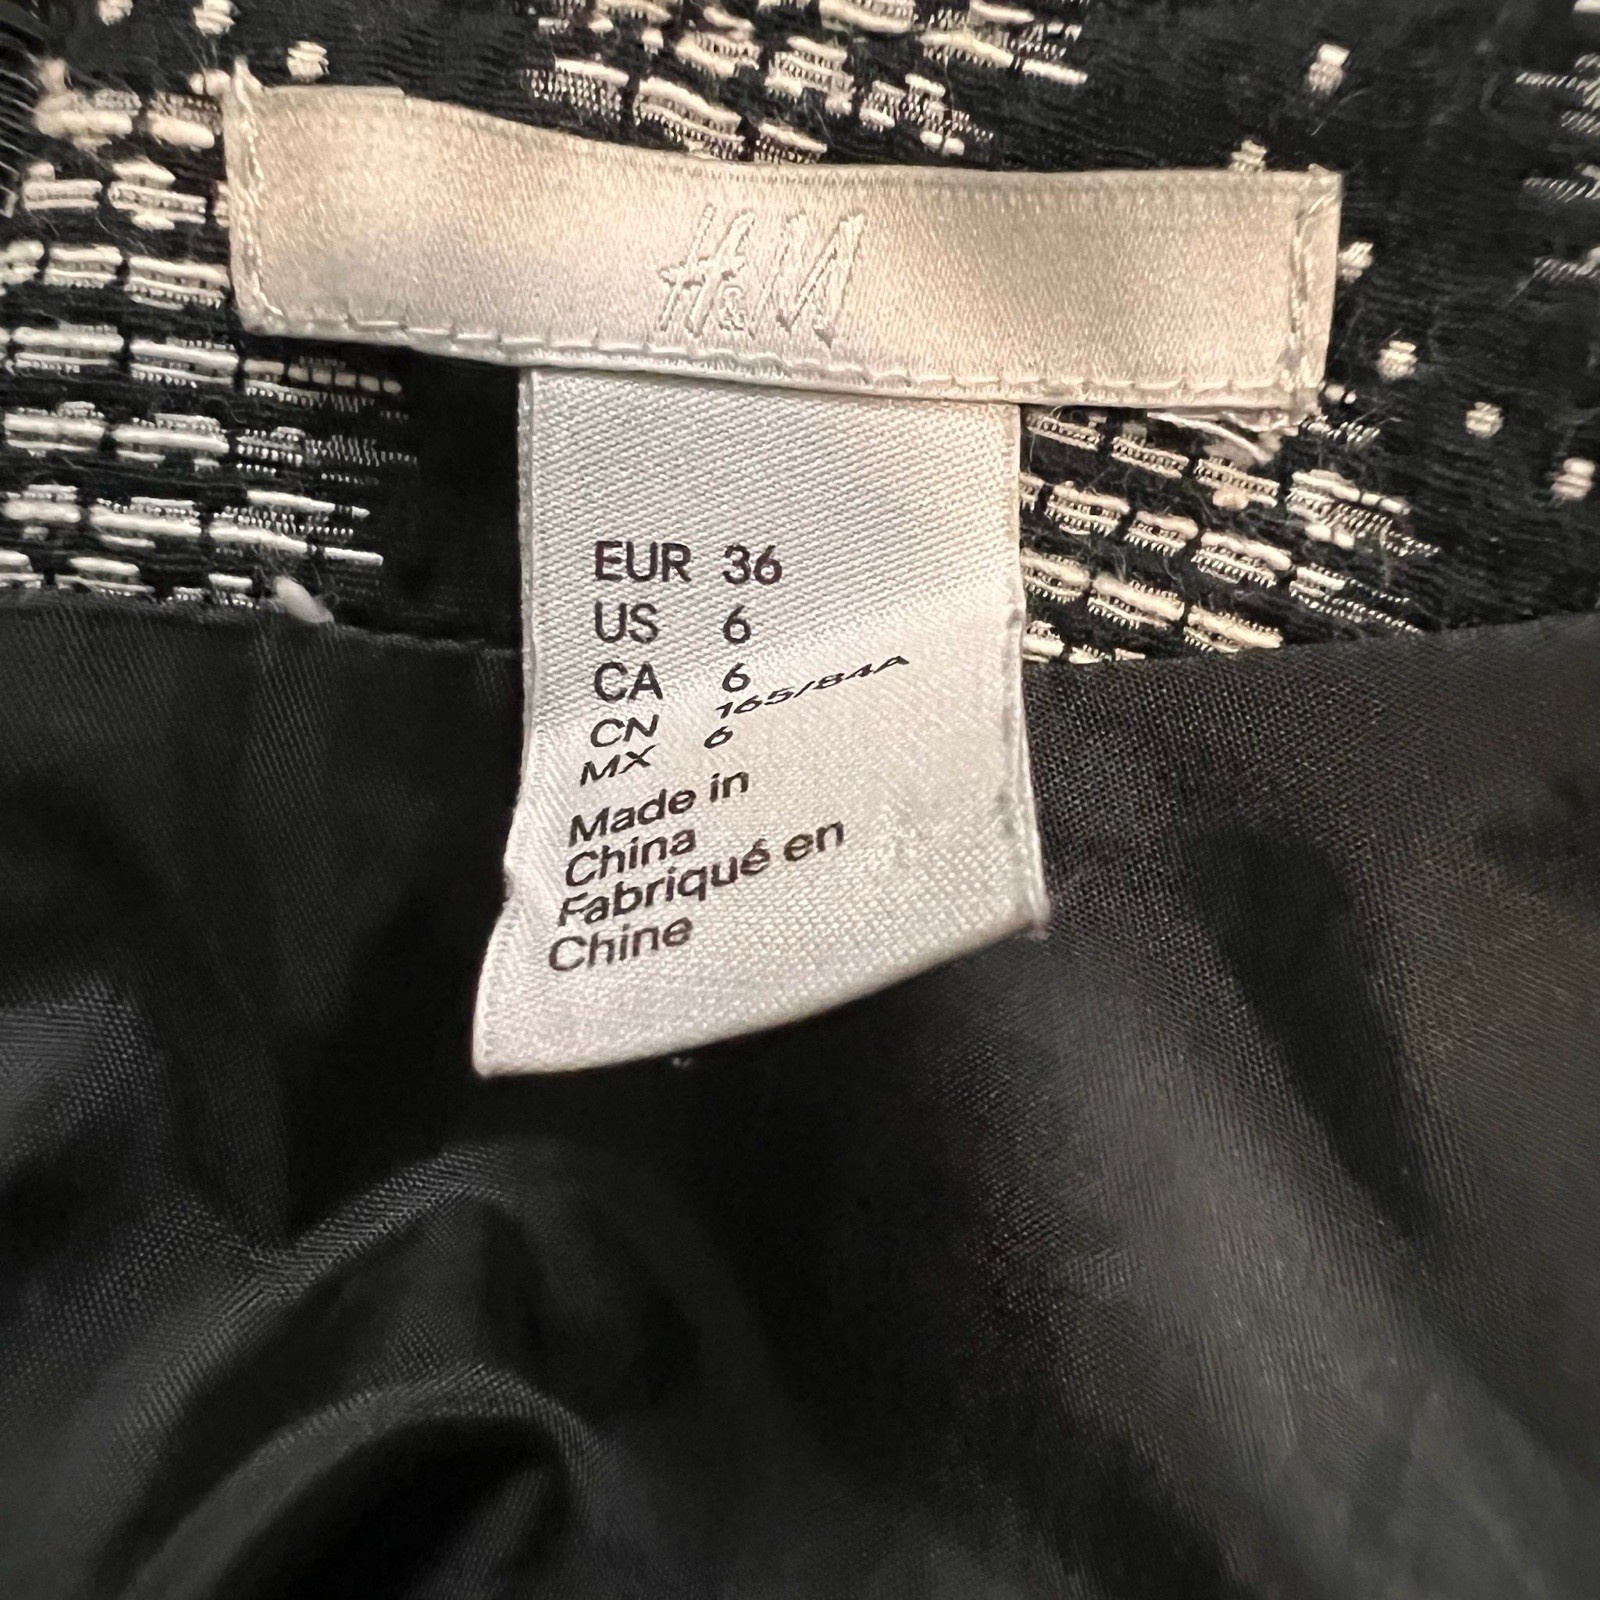 H&M
EUR 36
US 6
CA 6
CN 165/84A
MX 6
Made in
China
Fabriqué en
Chine